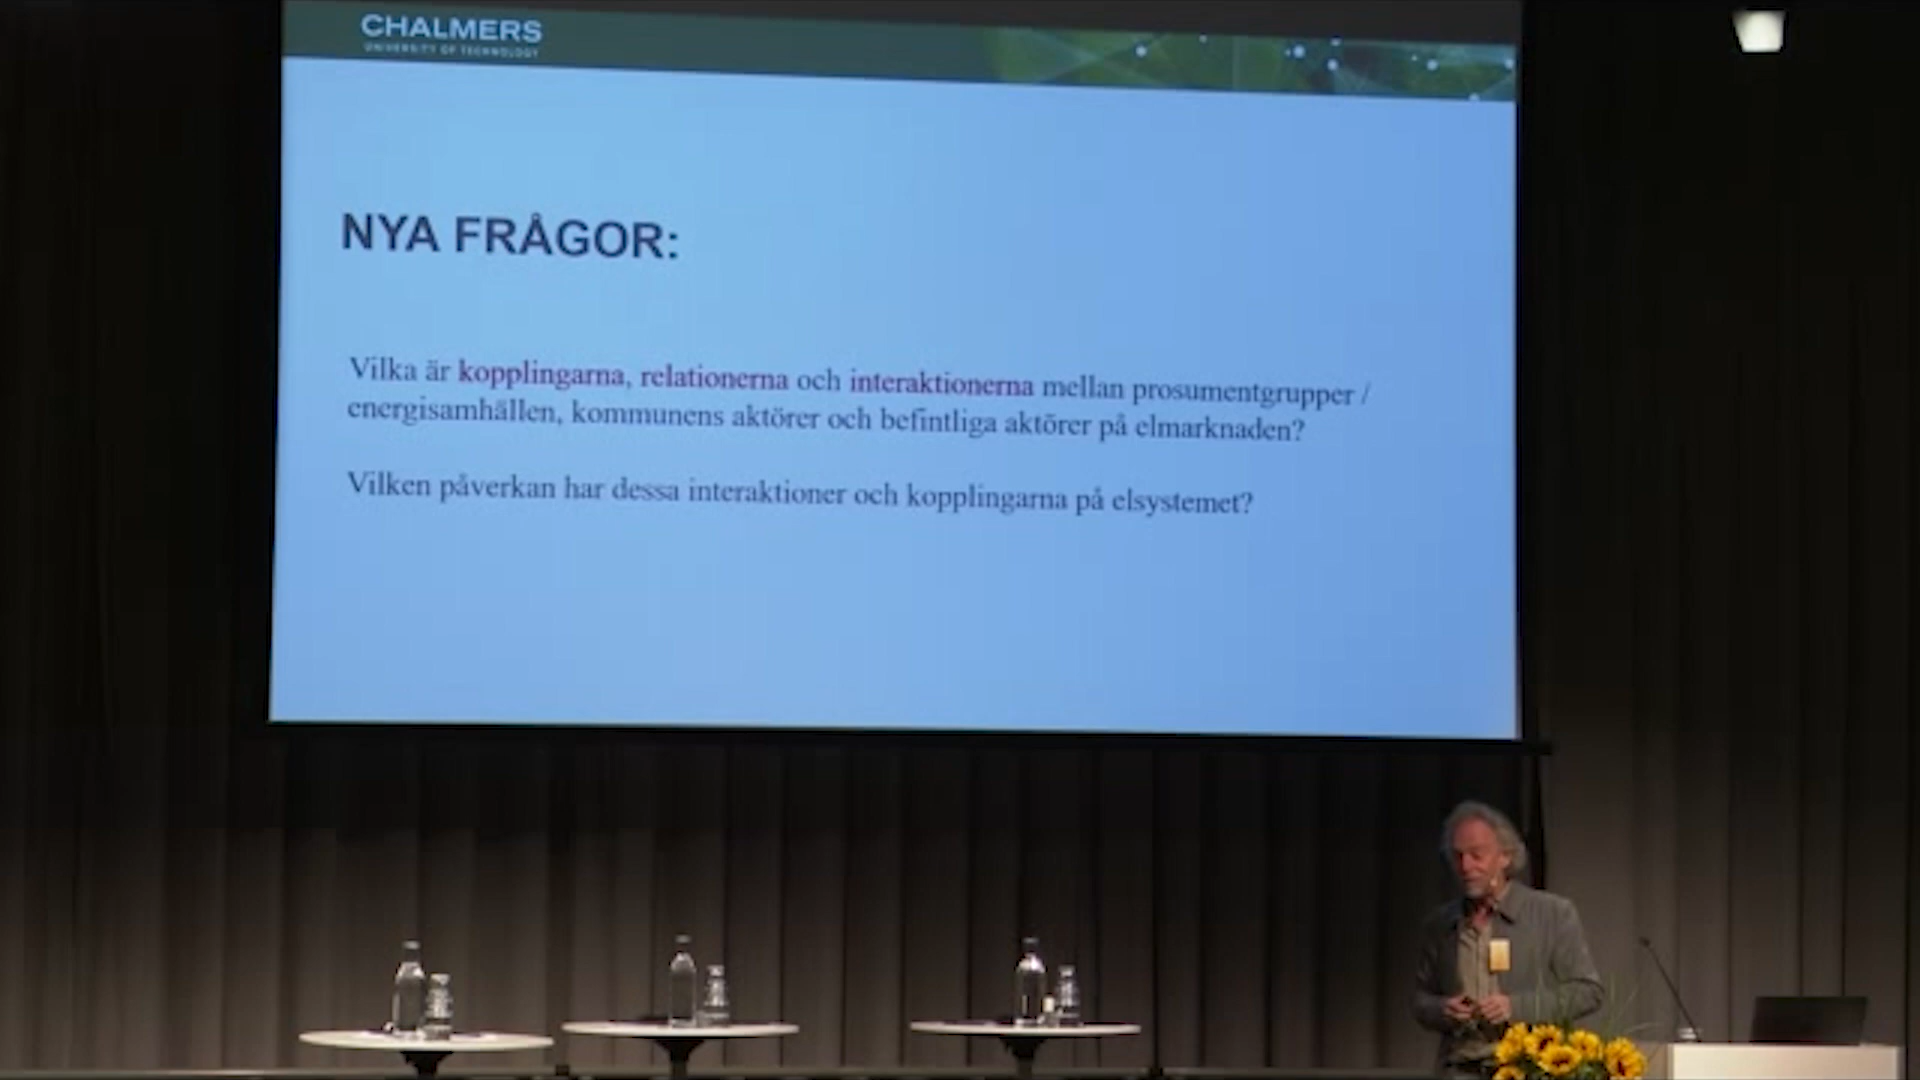 CHALMERS
UNIVERSITY OF TECHNOLOGY
NYA FRÅGOR:
Vilka är kopplingarna, relationerna och interaktionerna mellan prosumentgrupper /
energisamhällen, kommunens aktörer och befintliga aktörer på elmarknaden?
Vilken påverkan har dessa interaktioner och kopplingarna på elsystemet?